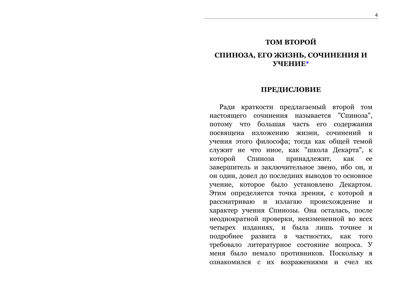 4
ТОМ ВТОРОЙ
СПИНОЗА, ЕГО ЖИЗНЬ, СОЧИНЕНИЯ И
УЧЕНИЕ*
ПРЕДИСЛОВИЕ
Ради краткости предлагаемый второй том
настоящего сочинения называется "Спиноза",
потому что большая часть его содержания
посвящена изложению жизни, сочинений и
учения этого философа; тогда как общей темой
служит не что иное, как "школа Декарта", к
которой Спиноза принадлежит, как ее
завершитель и заключительное звено, ибо он, и
он один, довел до последних выводов то основное
учение, которое было установлено Декартом.
Этим определяется точка зрения, с которой я
рассматриваю и излагаю происхождение и
характер учения Спинозы. Она осталась, после
неоднократной проверки, неизмененной во всех
четырех изданиях, и была лишь точнее и
подробнее развита в частностях, как того
требовало литературное состояние вопроса. У
меня было немало противников. Поскольку я
ознакомился с их возражениями и счел их